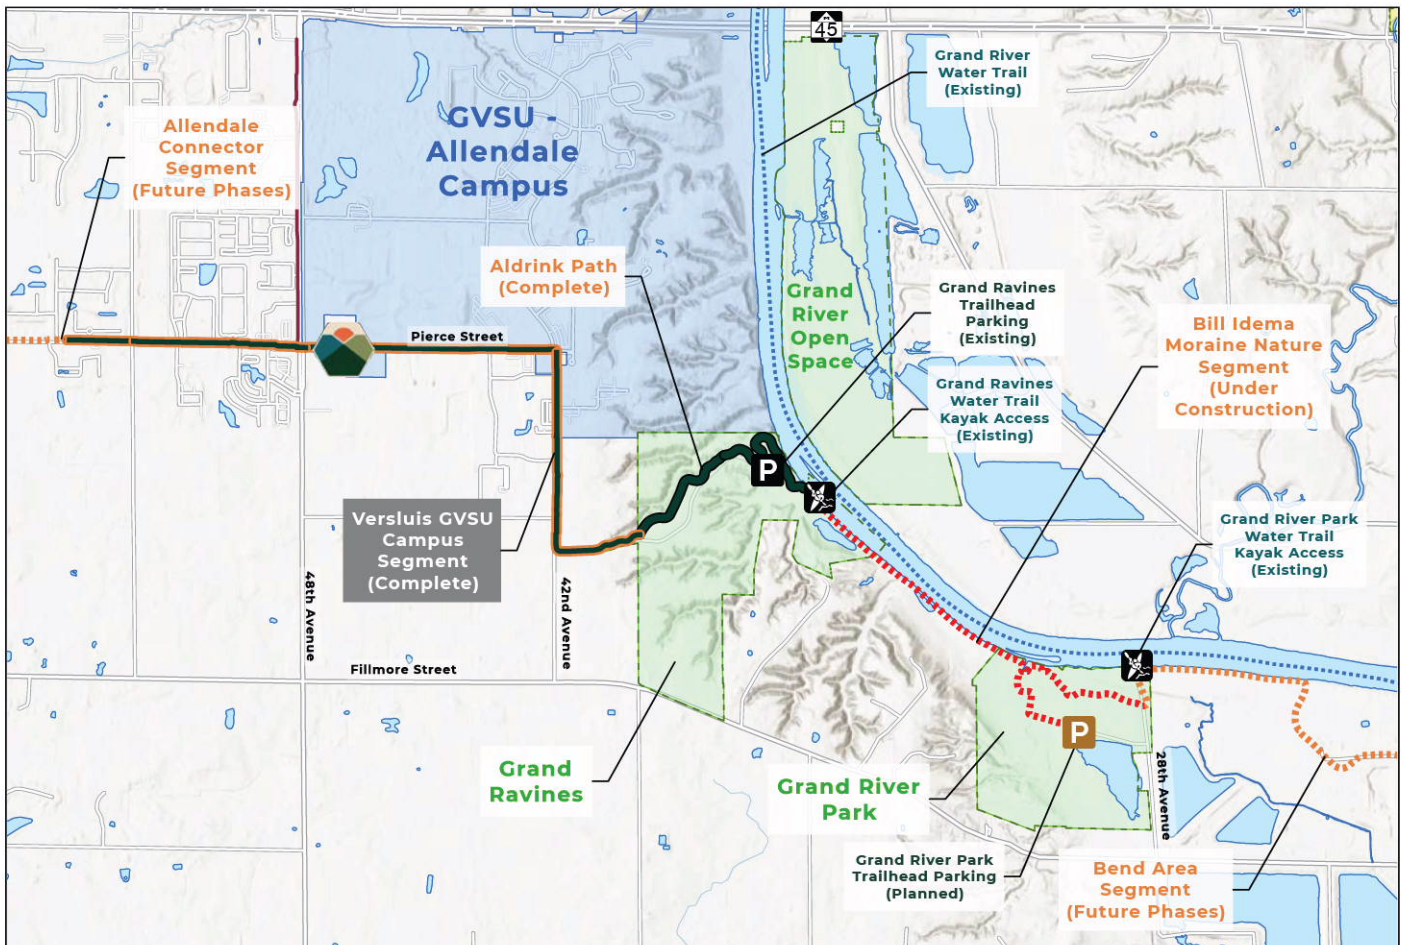 45
Grand River
Water Trail
(Existing)
GVSU -
Allendale
Campus
Allendale
Connector
Segment
(Future Phases)
Aldrink Path
(Complete)
Grand
River
Open
Space
Grand Ravines
Trailhead
Parking
(Existing)
Bill Idema
Moraine Nature
Segment
(Under
Construction)
Pierce Street
Grand Ravines
Water Trail
Kayak Access
(Existing)
P
Versluis GVSU
Campus
Segment
(Complete)
Grand River Park
Water Trail
Kayak Access
(Existing)
48th Avenue
42nd Avenue
Fillmore Street
P
28th Avenue
Grand
Ravines
Grand River
Park
Grand River Park
Trailhead Parking
(Planned)
Bend Area
Segment
(Future Phases)